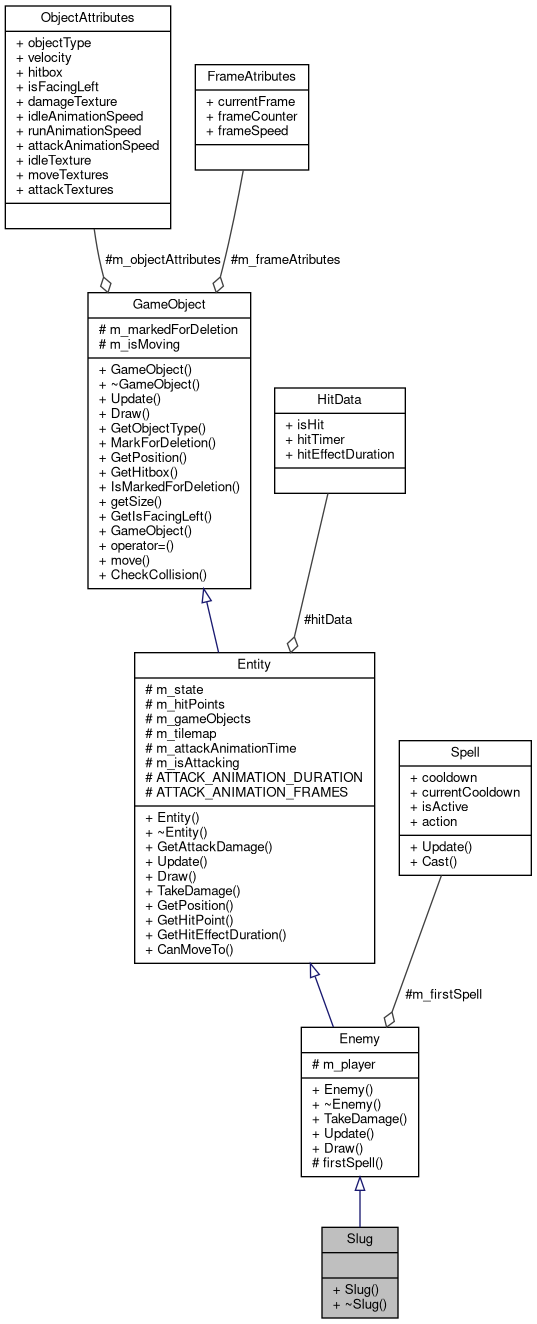 ObjectAttributes
+ objectType
+ velocity
+ hitbox
+ isFacingLeft
+ damageTexture
+ idleAnimationSpeed
+ runAnimationSpeed
+ attackAnimationSpeed
+ idleTexture
+ moveTextures
+ attackTextures
FrameAtributes
+ currentFrame
+ frameCounter
+ frameSpeed
#m_objectAttributes
#m_frameAtributes
GameObject
# m_markedForDeletion
# m_isMoving
+ GameObject()
+ ~GameObject()
+ Update()
+ Draw()
+ GetObjectType()
+ MarkForDeletion()
+ GetPosition()
+ GetHitbox()
+ IsMarkedForDeletion()
+ getSize()
+ GetIsFacingLeft()
+ GameObject()
+ operator=()
+ move()
+ CheckCollision()
HitData
+ isHit
+ hitTimer
+ hitEffectDuration
#hitData
Entity
# m_state
# m_hitPoints
# m_gameObjects
# m_tilemap
# m_attackAnimationTime
# m_isAttacking
# ATTACK_ANIMATION_DURATION
# ATTACK_ANIMATION_FRAMES
+ Entity()
+ ~Entity()
+ GetAttackDamage()
+ Update()
+ Draw()
+ TakeDamage()
+ GetPosition()
+ GetHitPoint()
+ GetHitEffectDuration()
+ CanMoveTo()
Spell
+ cooldown
+ currentCooldown
+ isActive
+ action
+ Update()
+ Cast()
#m_firstSpell
Enemy
# m_player
+ Enemy()
+ ~Enemy()
+ TakeDamage()
+ Update()
+ Draw()
# firstSpell()
Slug
+ Slug()
+ ~Slug()